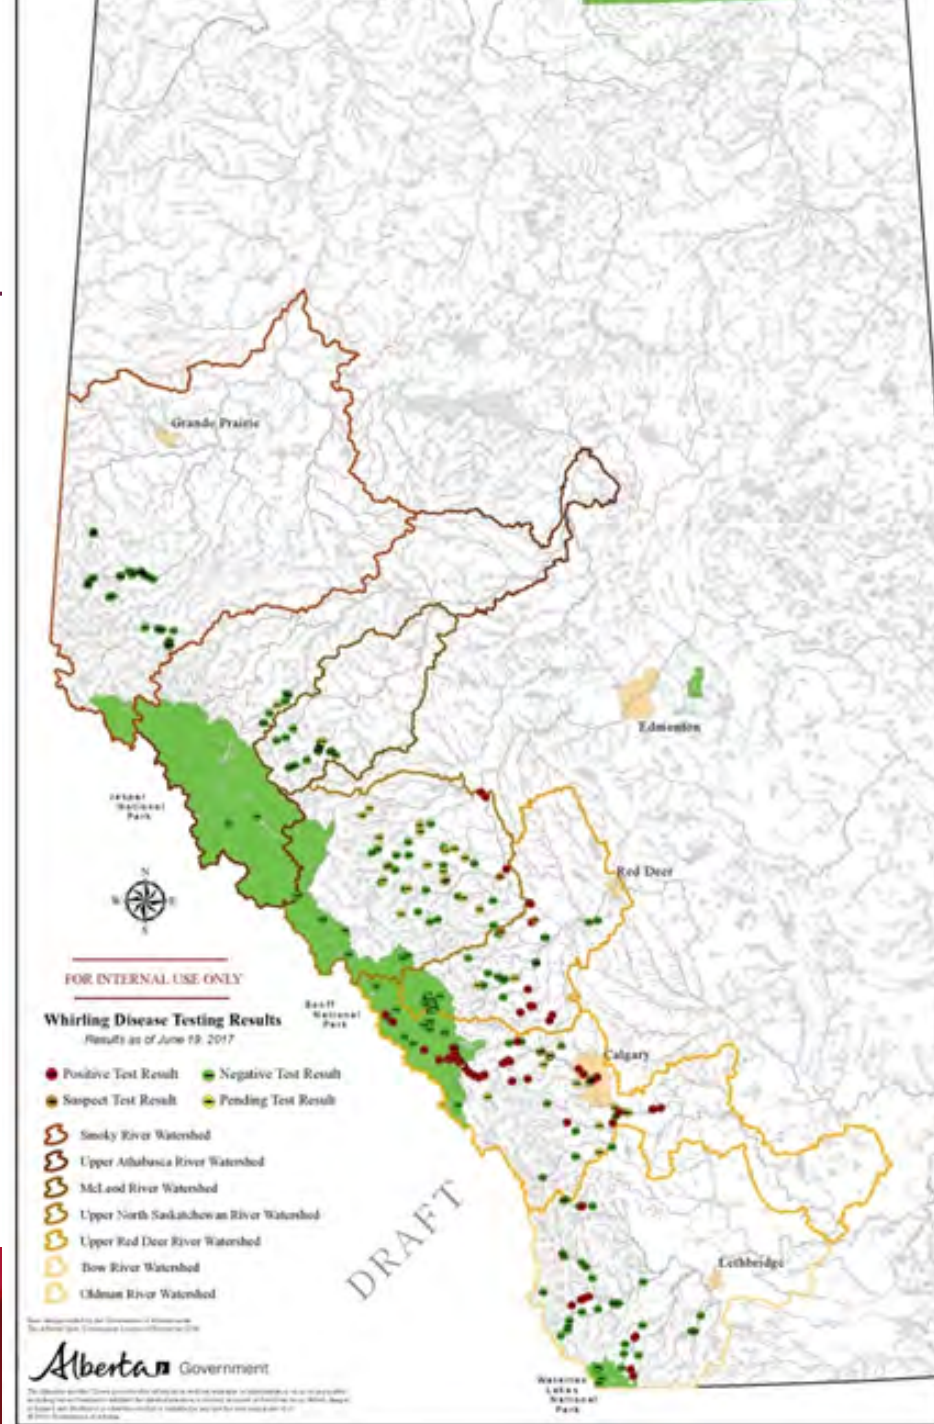 Grande Prairie
Edmonton
Jasper
National
Park
Red Deer
N
W
E
S
FOR INTERNAL USE ONLY
Banff
National
Park
Whirling Disease Testing Results
Results as of June 19, 2017
Calgary
Positive Test Result
Negative Test Result
Suspect Test Result
Pending Test Result
Smoky River Watershed
Upper Athabasca River Watershed
McLeod River Watershed
Upper North Saskatchewan River Watershed
Upper Red Deer River Watershed
Bow River Watershed
Oldman River Watershed
DRAFT
Lethbridge
Alberta Government
Waterton
Lakes
National
Park